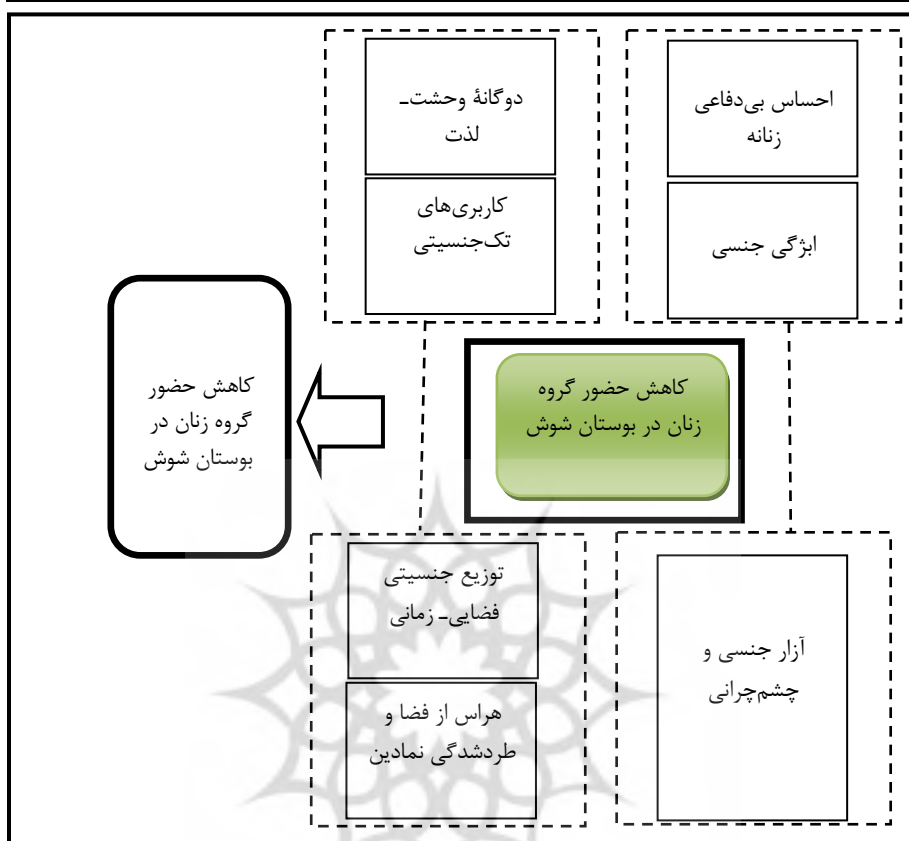 احساس بی‌دفاعی
زنانه
ابژگی جنسی
دوگانۀ وحشت‌ـ
لذت
کاربری‌های
تک‌جنسیتی
کاهش حضور گروه
زنان در بوستان شوش
کاهش حضور
گروه زنان در
بوستان شوش
آزار جنسی و
چشم‌چرانی
توزیع جنسیتی
فضایی‌ـ زمانی
هراس از فضا و
طردشدگی نمادین